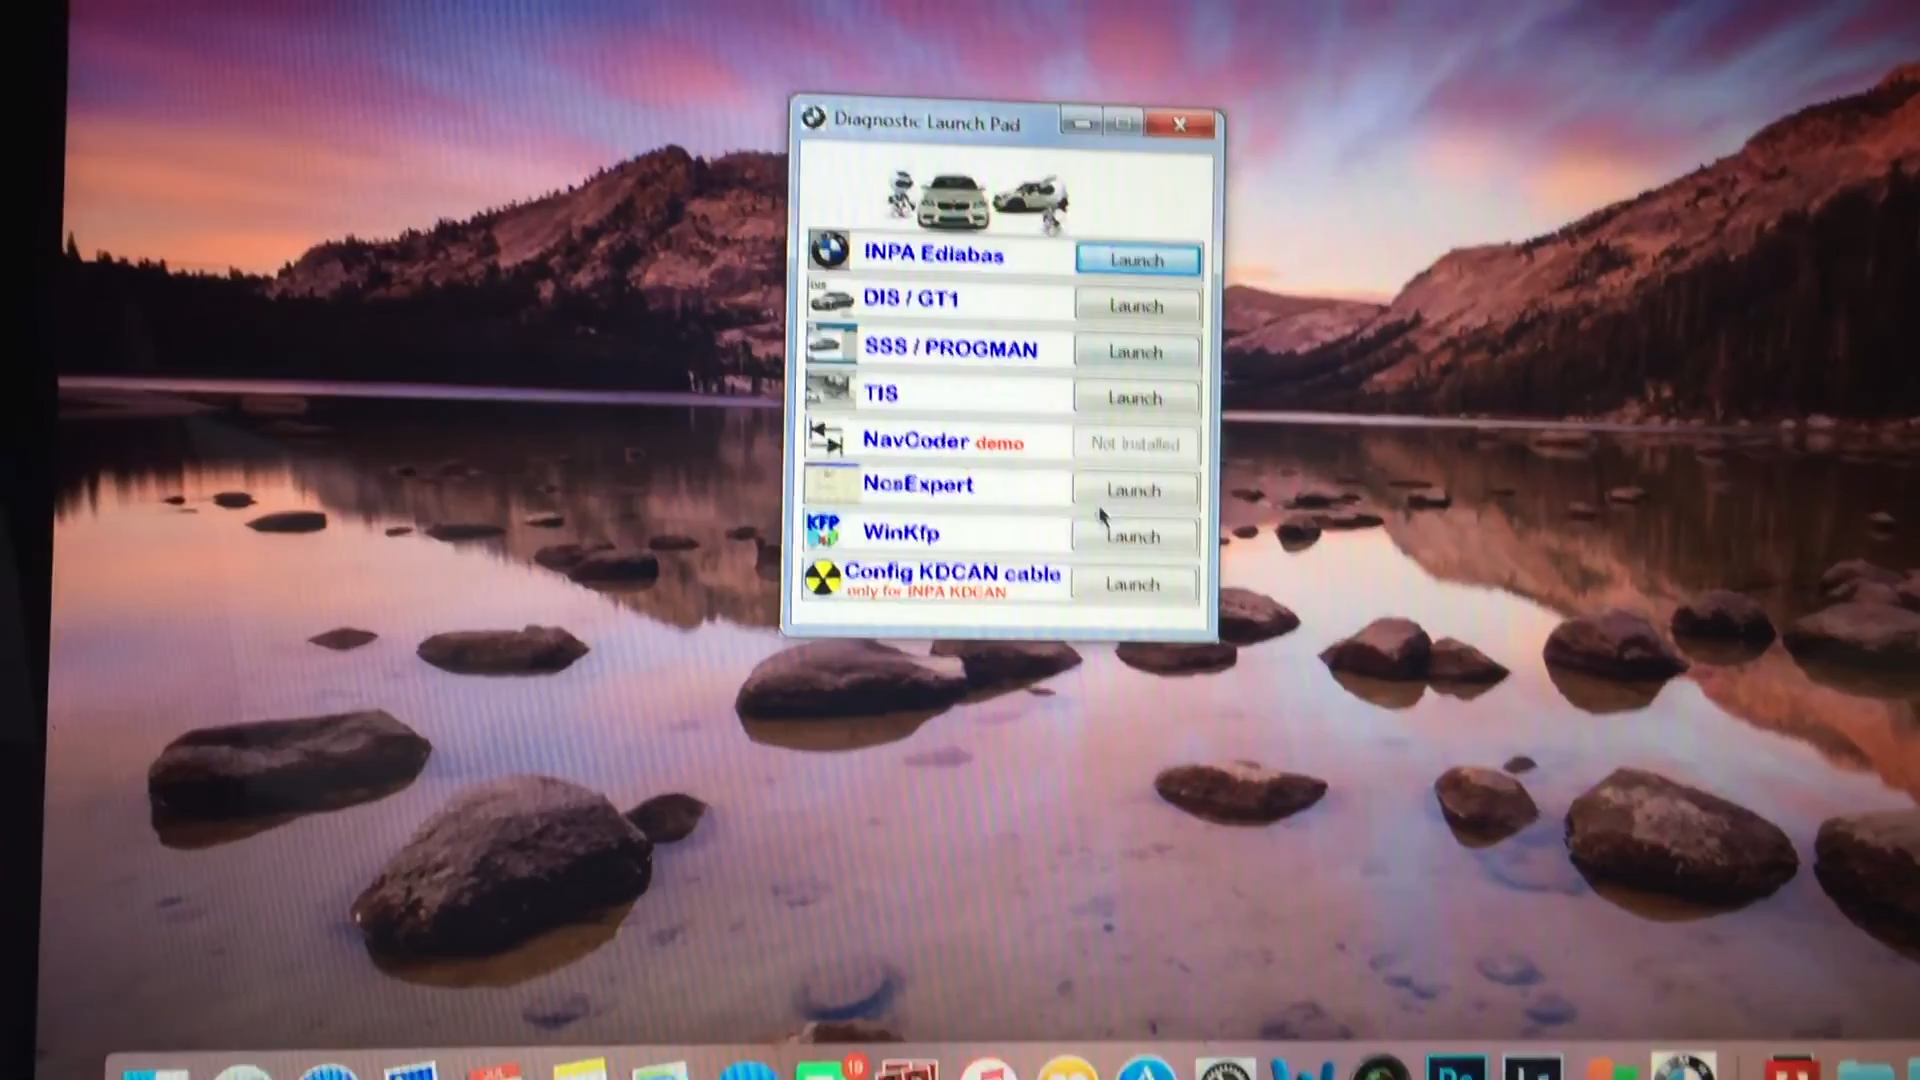 Diagnostic Launch Pad
INPA Ediabas Launch
DIS / GT1 Launch
SSS / PROGMAN Launch
TIS Launch
NavCoder demo Not Installed
NcsExpert Launch
KFP WinKfp Launch
Config KDCAN cable Launch
only for INPA KDCAN
19